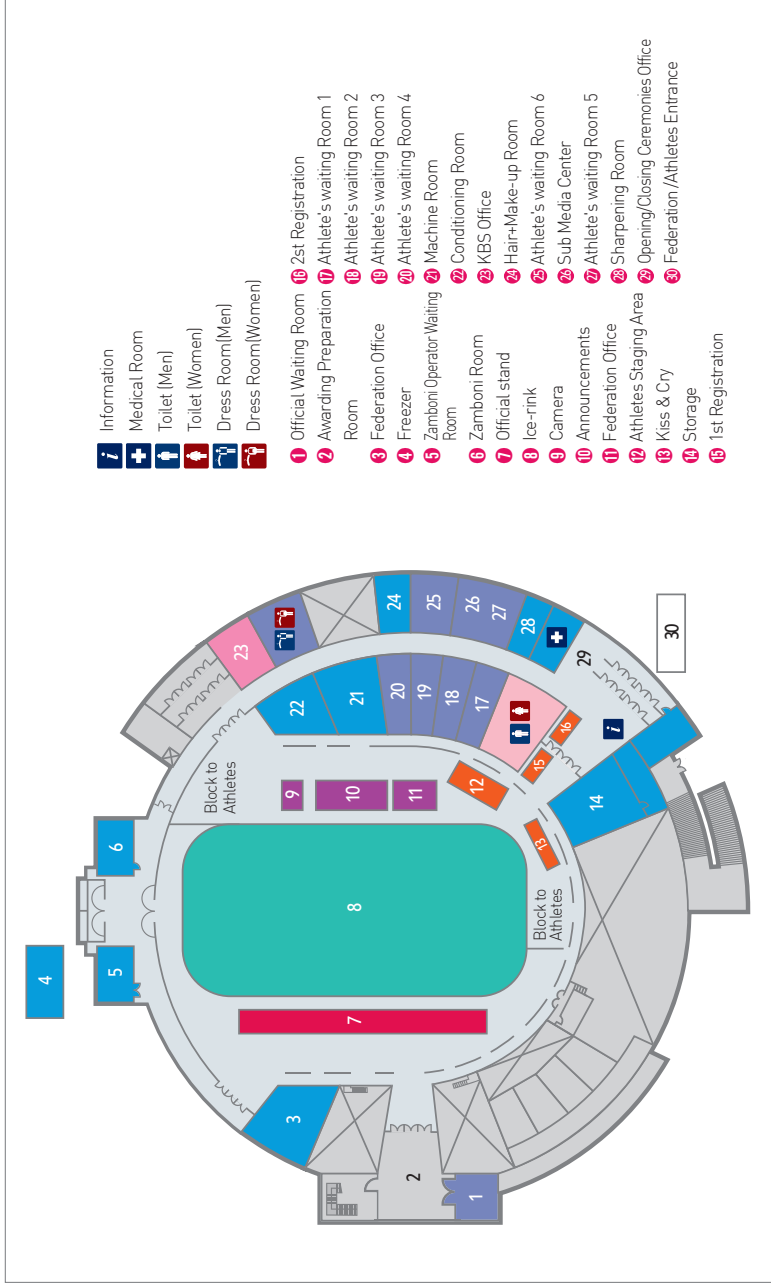 Information
Medical Room
Toilet (Men)
Toilet (Women)
Dress Room(Men)
Dress Room(Women)
1 Official Waiting Room
2 Awarding Preparation
Room
3 Federation Office
4 Freezer
5 Zamboni Operator Waiting
Room
6 Zamboni Room
7 Official stand
8 Ice-rink
9 Camera
10 Announcements
11 Federation Office
12 Athletes Staging Area
13 Kiss & Cry
14 Storage
15 1st Registration
16 2st Registration
17 Athlete's waiting Room 1
18 Athlete's waiting Room 2
19 Athlete's waiting Room 3
20 Athlete's waiting Room 4
21 Machine Room
22 Conditioning Room
23 KBS Office
24 Hair+Make-up Room
25 Athlete's waiting Room 6
26 Sub Media Center
27 Athlete's waiting Room 5
28 Sharpening Room
29 Opening/Closing Ceremonies Office
30 Federation /Athletes Entrance
4
5
6
23
3
Block to
Athletes
22
9
24
7
8
10
21
25
11
20
19
26
18
27
12
17
28
2
1
Block to
Athletes
13
15
16
29
i
14
30